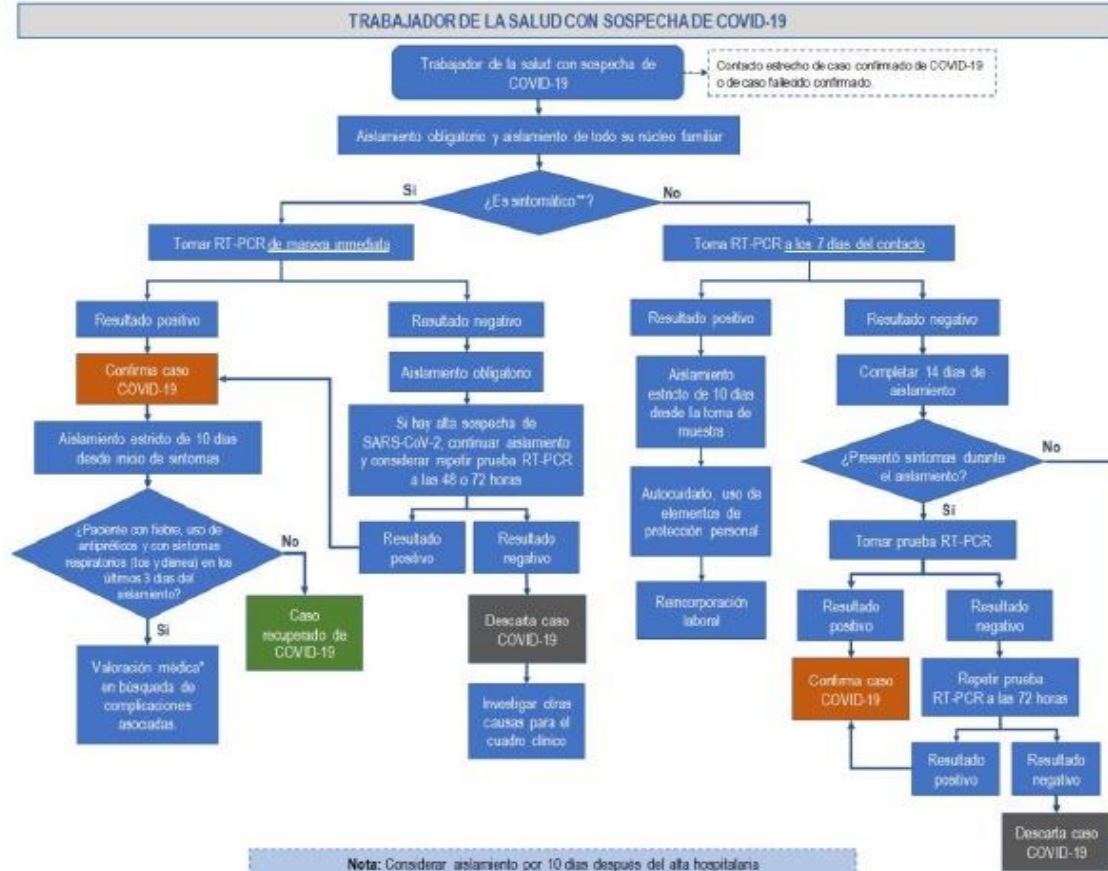 TRABAJADOR DE LA SALUD CON SOSPECHA DE COVID-19
Trabajador de la salud con sospecha de
COVID-19
Contacto estrecho de caso confirmado de COVID-19
o de caso fallecido confirmado.
Aislamiento obligatorio y aislamiento de todo su núcleo familiar
¿Es sintomático**?
Si
No
Tomar RT-PCR de manera inmediata
Toma RT-PCR a los 7 días del contacto
Resultado positivo
Resultado negativo
Resultado positivo
Resultado negativo
Confirma caso
COVID-19
Aislamiento obligatorio
Aislamiento
estricto de 10 días
desde la toma de
muestra
Completar 14 días de
aislamiento
Aislamiento estricto de 10 días
desde inicio de síntomas
Si hay alta sospecha de
SARS-CoV-2, continuar aislamiento
y considerar repetir prueba RT-PCR
a las 48 o 72 horas
¿Presentó síntomas durante
el aislamiento?
No
Si
¿Paciente con fiebre, uso de
antipréticos y con síntomas
respiratorios (tos y disnea) en los
últimos 3 días del
aislamiento?
No
Si
Resultado
positivo
Resultado
negativo
Autocuidado, uso de
elementos de
protección personal
Tomar prueba RT-PCR
Caso
recuperado de
COVID-19
Descarta caso
COVID-19
Reincorporación
laboral
Resultado
positivo
Resultado
negativo
Valoración médica*
en búsqueda de
complicaciones
asociadas.
Investigar otras
causas para el
cuadro clínico
Confirma caso
COVID-19
Repetir prueba
RT-PCR a las 72 horas
Resultado
positivo
Resultado
negativo
Descarta caso
COVID-19
Nota: Considerar aislamiento por 10 días después del alta hospitalaria